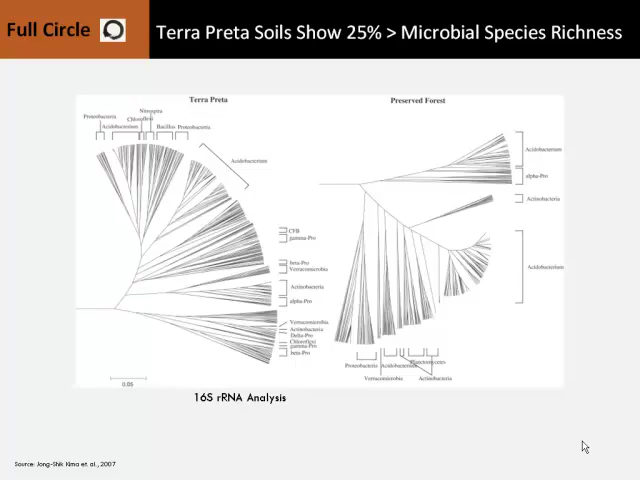 Full Circle
Terra Preta Soils Show 25% > Microbial Species Richness
Terra Preta
Preserved Forest
Nitrospira
Proteobacteria
Chloroflexi
Acidobacterium
Bacillus
Proteobacteria
Acidobacterium
CFB
gamma-Pro
beta-Pro
Verrucomicrobia
Actinobacteria
alpha-Pro
Verrucomicrobia
Actinobacteria
Delta-Pro
Chloroflexi
gamma-Pro
beta-Pro
0.05
Acidobacterium
alpha-Pro
Actinobacteria
Acidobacterium
Proteobacteria
Acidobacterium
Planctomycetes
Verrucomicrobia
Actinobacteria
16S rRNA Analysis
Source: Jong-Shik Kima et. al., 2007